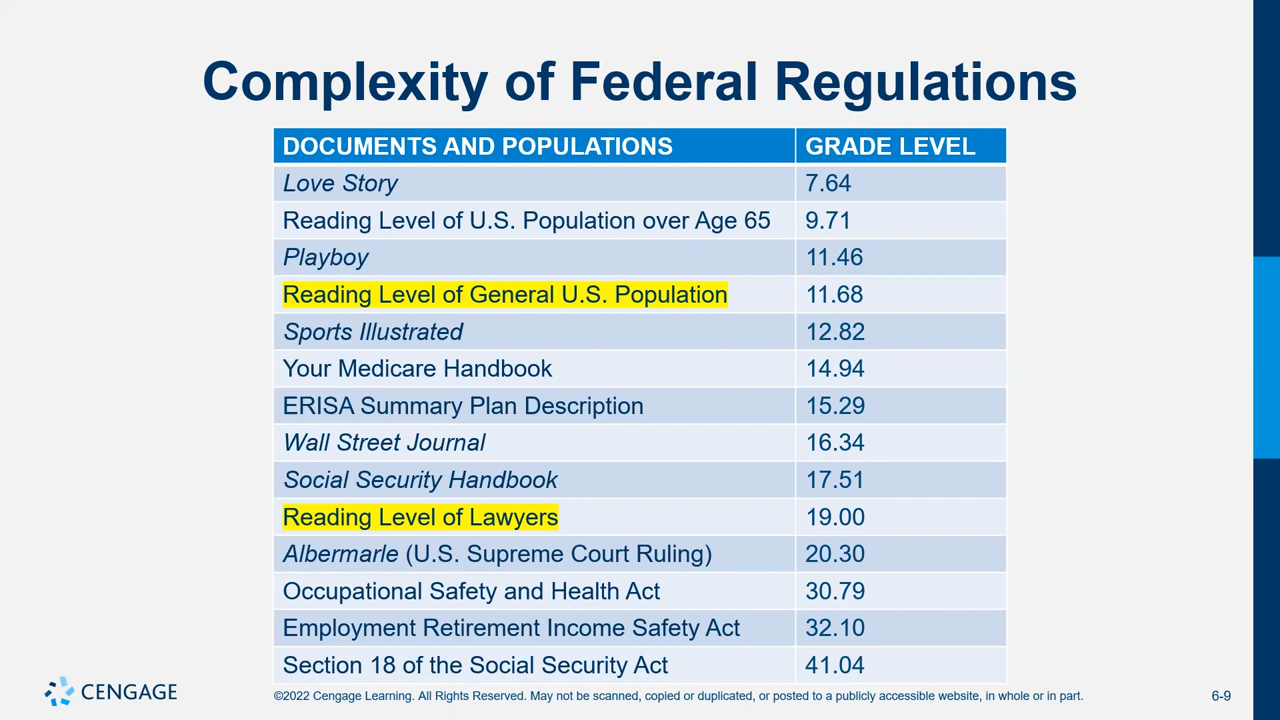 Complexity of Federal Regulations
DOCUMENTS AND POPULATIONS GRADE LEVEL
Love Story 7.64
Reading Level of U.S. Population over Age 65 9.71
Playboy 11.46
Reading Level of General U.S. Population 11.68
Sports Illustrated 12.82
Your Medicare Handbook 14.94
ERISA Summary Plan Description 15.29
Wall Street Journal 16.34
Social Security Handbook 17.51
Reading Level of Lawyers 19.00
Albermarle (U.S. Supreme Court Ruling) 20.30
Occupational Safety and Health Act 30.79
Employment Retirement Income Safety Act 32.10
Section 18 of the Social Security Act 41.04
CENGAGE
©2022 Cengage Learning. All Rights Reserved. May not be scanned, copied or duplicated, or posted to a publicly accessible website, in whole or in part.
6-9